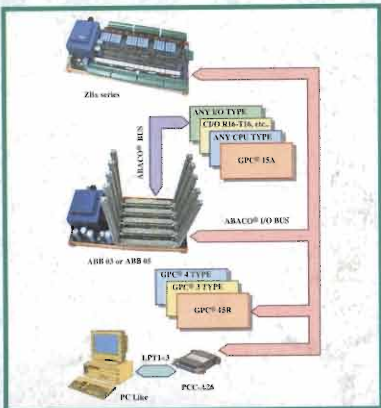 ZBx series
ABACO® BUS
ANY I/O TYPE
CI/O R16-T16, etc.
ANY CPU TYPE
GPC® 15A
ABACO® I/O BUS
ABB 03 or ABB 05
GPC® 4 TYPE
GPC® 3 TYPE
GPC® 15R
LPT1÷3
PCC-A26
PC Like